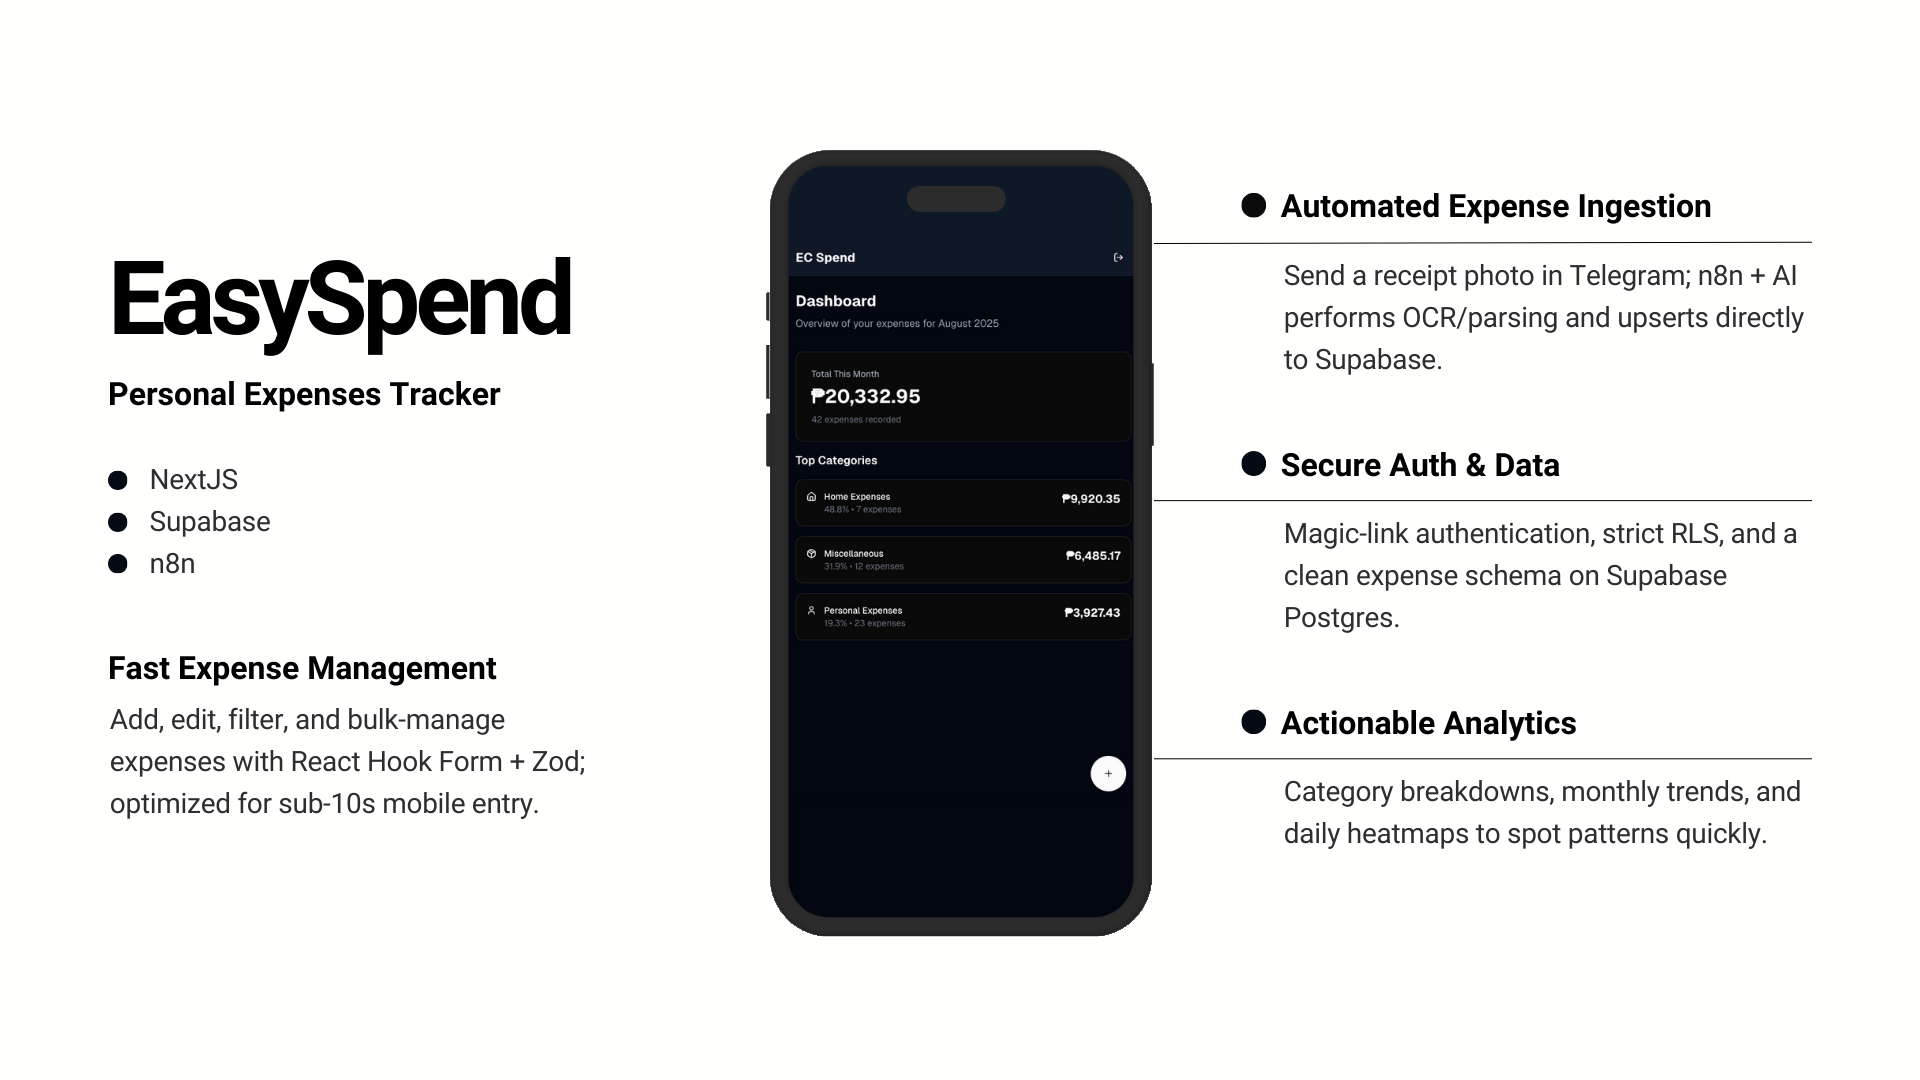 EasySpend
Personal Expenses Tracker
NextJS
Supabase
n8n
Fast Expense Management
Add, edit, filter, and bulk-manage
expenses with React Hook Form + Zod;
optimized for sub-10s mobile entry.
EC Spend
Dashboard
Overview of your expenses for August 2025
Total This Month
₱20,332.95
42 expenses recorded
Top Categories
Home Expenses
48.8% • 7 expenses
₱9,920.35
Miscellaneous
31.9% • 12 expenses
₱6,485.17
Personal Expenses
19.3% • 23 expenses
₱3,927.43
+
Automated Expense Ingestion
Send a receipt photo in Telegram; n8n + AI
performs OCR/parsing and upserts directly
to Supabase.
Secure Auth & Data
Magic-link authentication, strict RLS, and a
clean expense schema on Supabase
Postgres.
Actionable Analytics
Category breakdowns, monthly trends, and
daily heatmaps to spot patterns quickly.